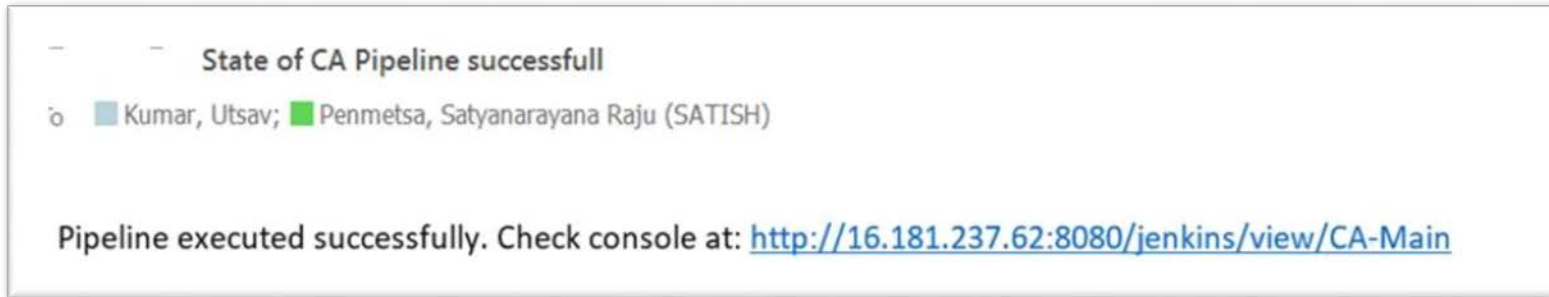 State of CA Pipeline successfull
Kumar, Utsav; Penmetsa, Satyanarayana Raju (SATISH)
Pipeline executed successfully. Check console at: http://16.181.237.62:8080/jenkins/view/CA-Main